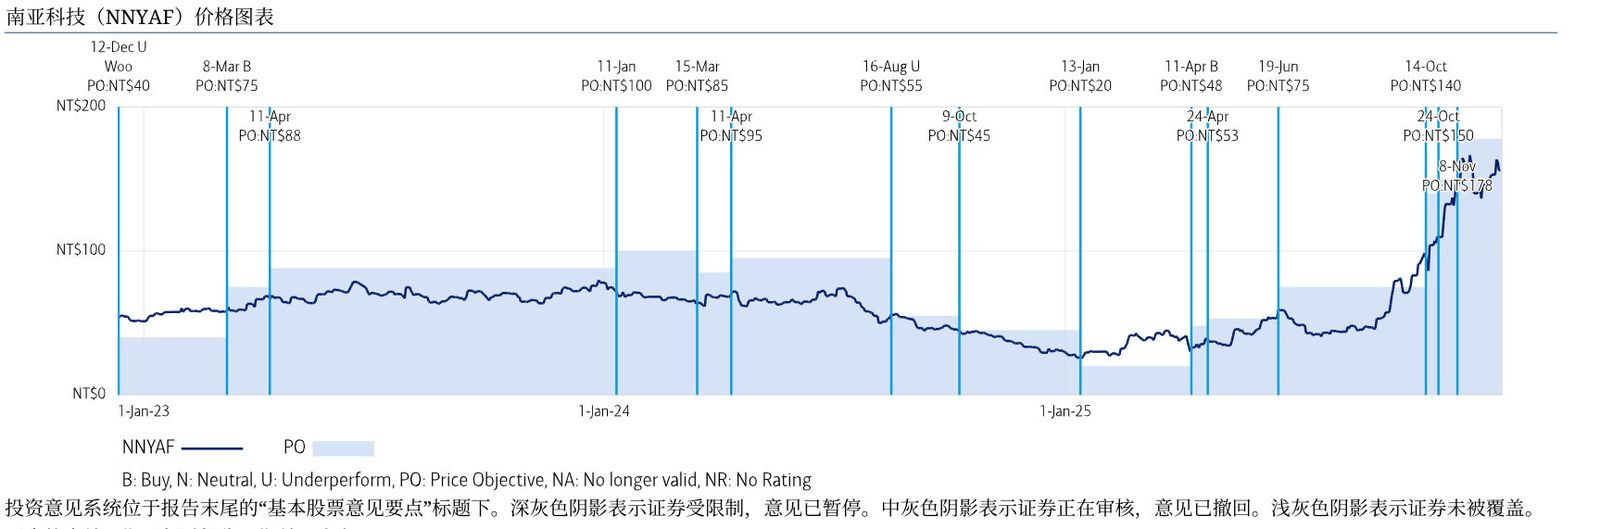 南亚科技（NNYAF）价格图表
12-Dec U
Woo
PO:NT$40
8-Mar B
PO:NT$75
11-Jan
PO:NT$100
15-Mar
PO:NT$85
16-Aug U
PO:NT$55
13-Jan
PO:NT$20
11-Apr B
PO:NT$48
19-Jun
PO:NT$75
14-Oct
PO:NT$140
NT$200
11-Apr
PO:NT$88
11-Apr
PO:NT$95
9-Oct
PO:NT$45
24-Apr
PO:NT$53
24-Oct
PO:NT$150
8-Nov
PO:NT$178
NT$100
NT$0
1-Jan-23
1-Jan-24
1-Jan-25
NNYAF
PO
B: Buy, N: Neutral, U: Underperform, PO: Price Objective, NA: No longer valid, NR: No Rating
投资意见系统位于报告末尾的“基本股票意见要点”标题下。深灰色阴影表示证券受限制，意见已暂停。中灰色阴影表示证券正在审核，意见已撤回。浅灰色阴影表示证券未被覆盖。